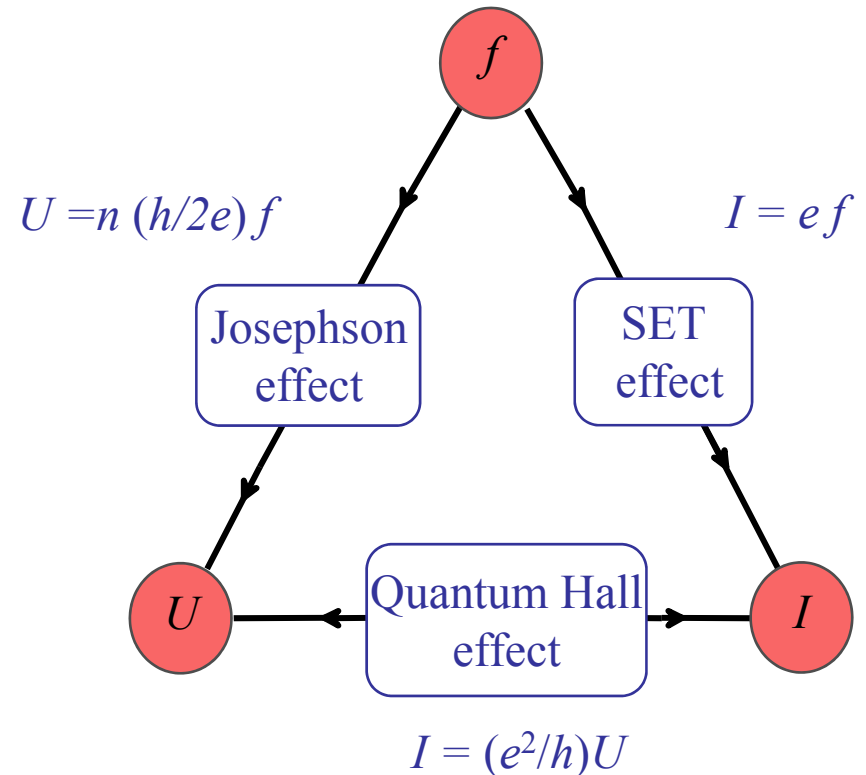 f
U =n (h/2e) f
I = e f
Josephson
effect
SET
effect
U
Quantum Hall
effect
I
I = (e²/h)U